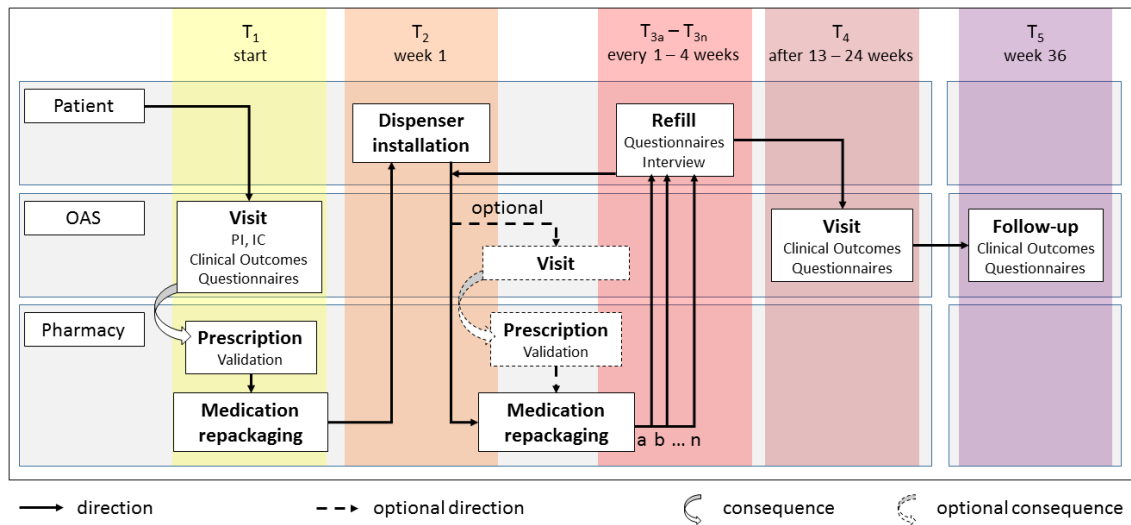 T1
start
T2
week 1
T3a – T3n
every 1 – 4 weeks
T4
after 13 – 24 weeks
T5
week 36
Patient
Dispenser
installation
Refill
Questionnaires
Interview
OAS
Visit
PI, IC
Clinical Outcomes
Questionnaires
optional
Visit
Visit
Clinical Outcomes
Questionnaires
Follow-up
Clinical Outcomes
Questionnaires
Pharmacy
Prescription
Validation
Prescription
Validation
Medication
repackaging
Medication
repackaging
a b ... n
direction
optional direction
consequence
optional consequence